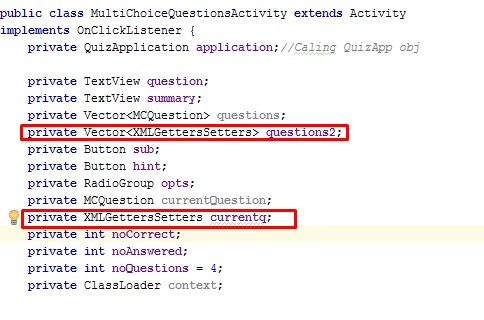 public class MultiChoiceQuestionsActivity extends Activity
implements OnClickListener {
private QuizApplication application;//Caling QuizApp obj
private TextView question;
private TextView summary;
private Vector<MCQuestion> questions;
private Vector<XMLGettersSetters> questions2;
private Button sub;
private Button hint;
private RadioGroup opts;
private MCQuestion currentQuestion;
private XMLGettersSetters currentq;
private int noCorrect;
private int noAnswered;
private int noQuestions = 4;
private ClassLoader context;